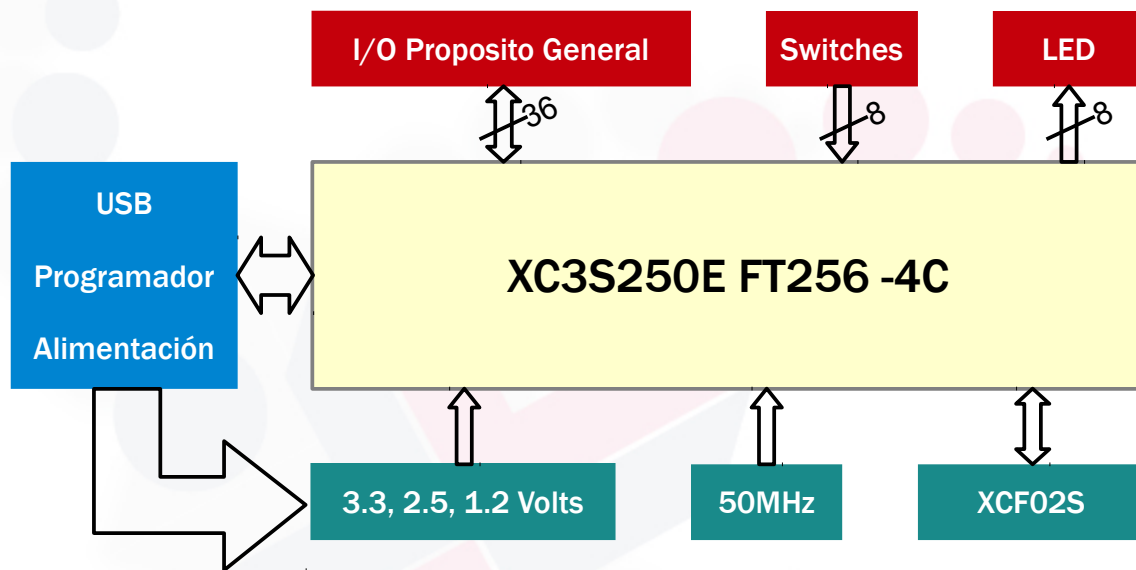 I/O Proposito General
Switches
LED
36
8
8
USB
Programador
Alimentación
XC3S250E FT256 -4C
3.3, 2.5, 1.2 Volts
50MHz
XCF02S